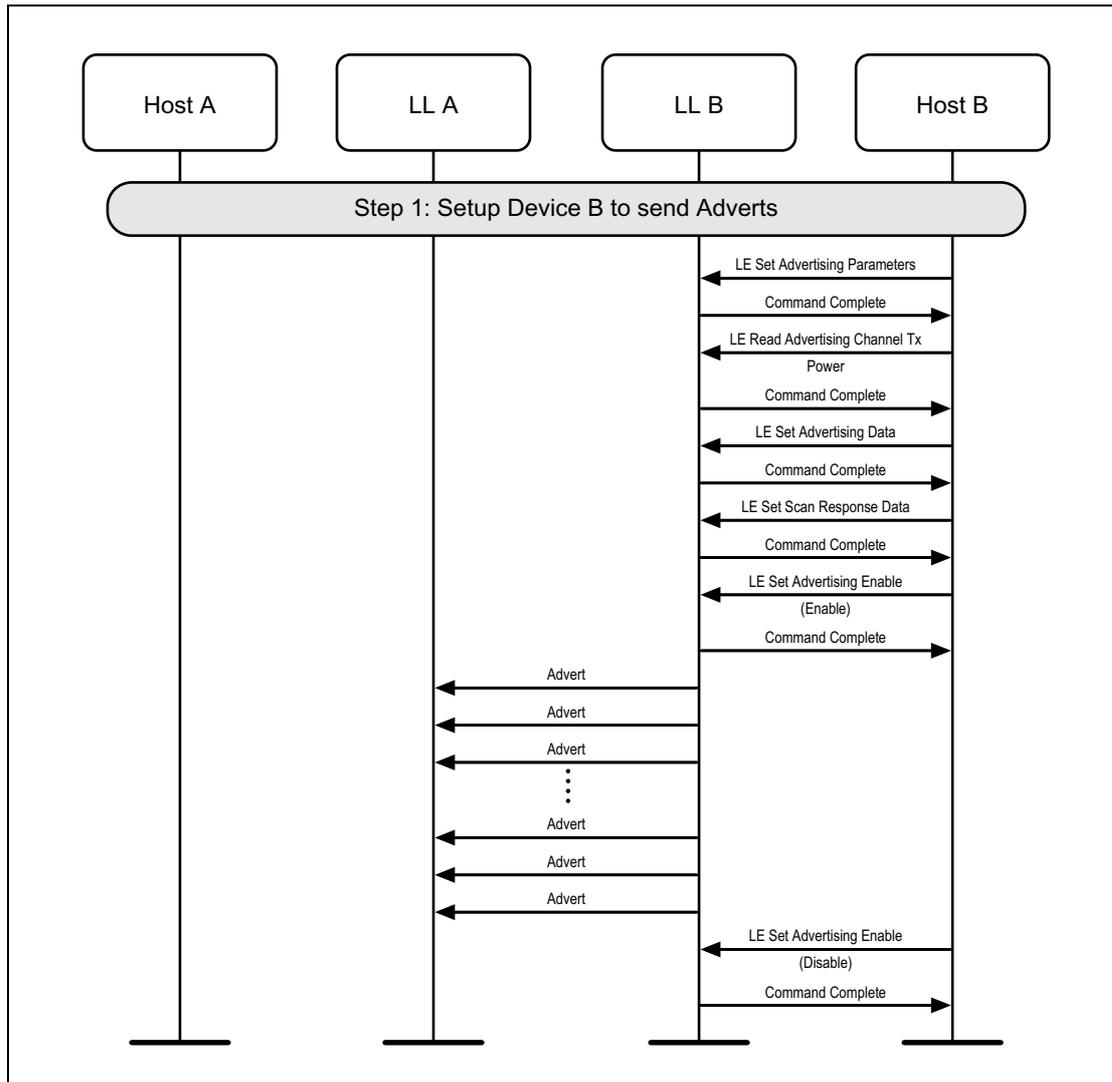 Host A
LL A
LL B
Host B
Step 1: Setup Device B to send Adverts
LE Set Advertising Parameters
Command Complete
LE Read Advertising Channel Tx
Power
Command Complete
LE Set Advertising Data
Command Complete
LE Set Scan Response Data
Command Complete
LE Set Advertising Enable
(Enable)
Command Complete
Advert
Advert
Advert
Advert
Advert
Advert
LE Set Advertising Enable
(Disable)
Command Complete